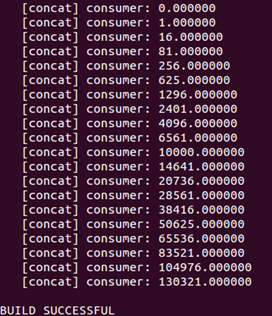 [concat] consumer: 0.000000
[concat] consumer: 1.000000
[concat] consumer: 16.000000
[concat] consumer: 81.000000
[concat] consumer: 256.000000
[concat] consumer: 625.000000
[concat] consumer: 1296.000000
[concat] consumer: 2401.000000
[concat] consumer: 4096.000000
[concat] consumer: 6561.000000
[concat] consumer: 10000.000000
[concat] consumer: 14641.000000
[concat] consumer: 20736.000000
[concat] consumer: 28561.000000
[concat] consumer: 38416.000000
[concat] consumer: 50625.000000
[concat] consumer: 65536.000000
[concat] consumer: 83521.000000
[concat] consumer: 104976.000000
[concat] consumer: 130321.000000
BUILD SUCCESSFUL